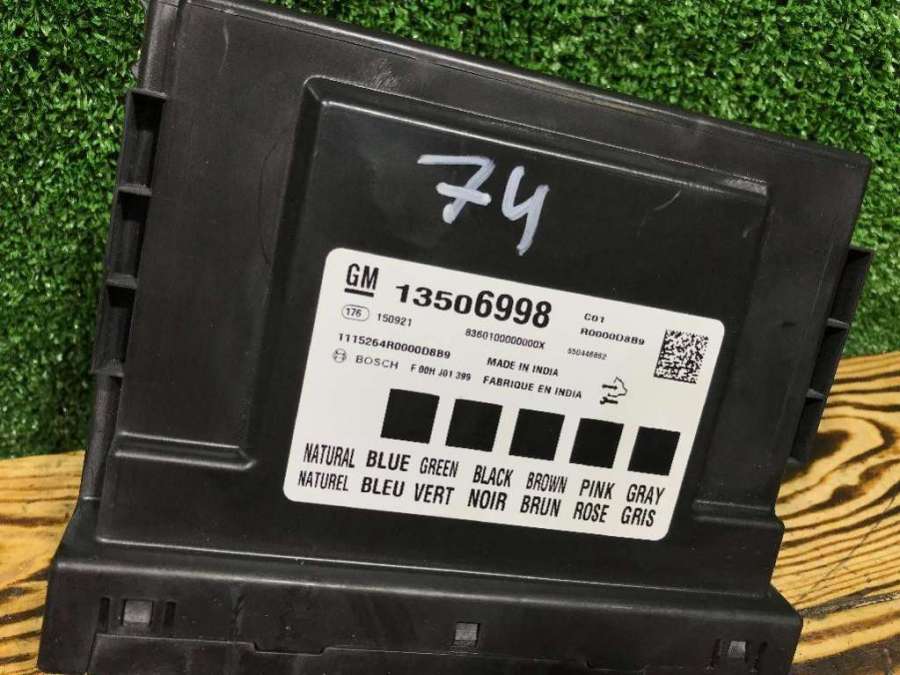 74
GM 13506998
C01
R0000D8B9
176 150921
8360100000000X
550446662
1115264R0000D8B9
MADE IN INDIA
BOSCH F 00H J01 399
FABRIQUE EN INDIA
NATURAL BLUE GREEN BLACK BROWN PINK GRAY
NATUREL BLEU VERT NOIR BRUN ROSE GRIS